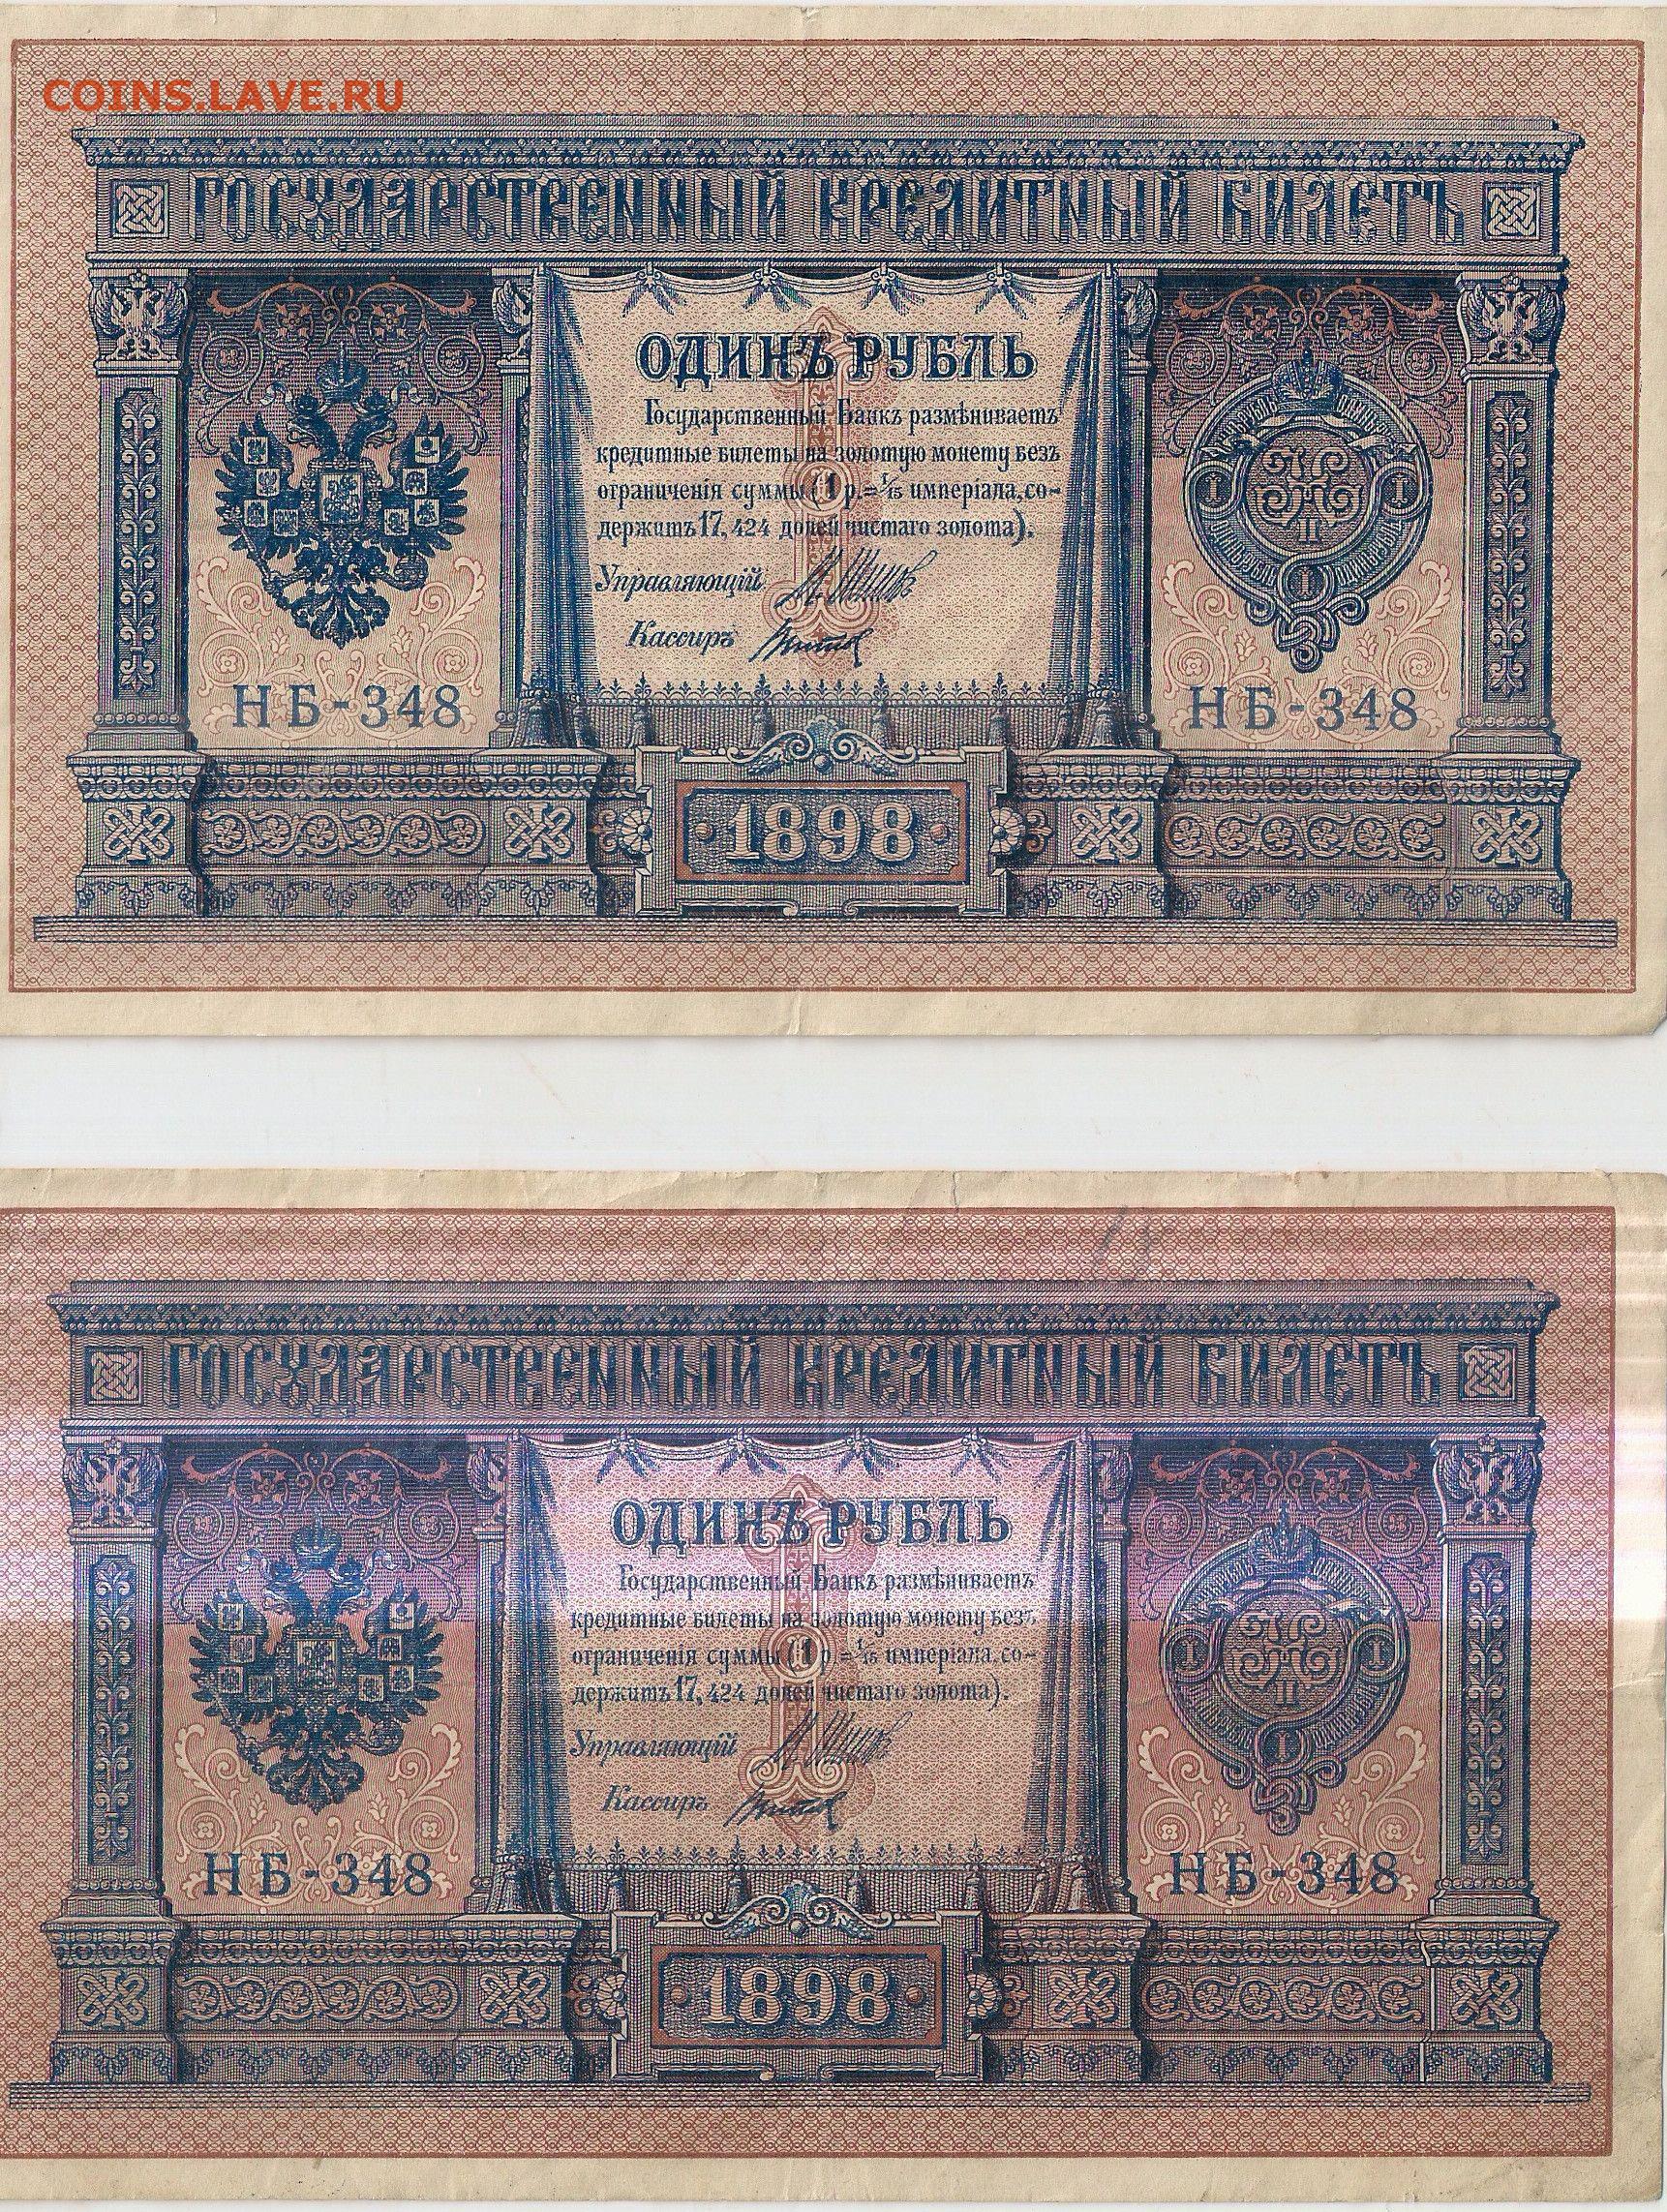 COINS.LAVE.RU
ГОСУДАРСТВЕННЫЙ КРЕДИТНЫЙ БИЛЕТЪ
ОДИНЪ РУБЛЬ
Государственный Банкъ размѣниваетъ
кредитные билеты на золотую монету безъ
ограниченія суммы (1 р.= 1/15 имперіала, со-
держитъ 17,424 долей чистаго золота).
Управляющій
Кассиръ
НБ-348 НБ-348
1898
ГОСУДАРСТВЕННЫЙ КРЕДИТНЫЙ БИЛЕТЪ
ОДИНЪ РУБЛЬ
Государственный Банкъ размѣниваетъ
кредитные билеты на золотую монету безъ
ограниченія суммы (1 р.= 1/15 имперіала, со-
держитъ 17,424 долей чистаго золота).
Управляющій
Кассиръ
НБ-348 НБ-348
1898